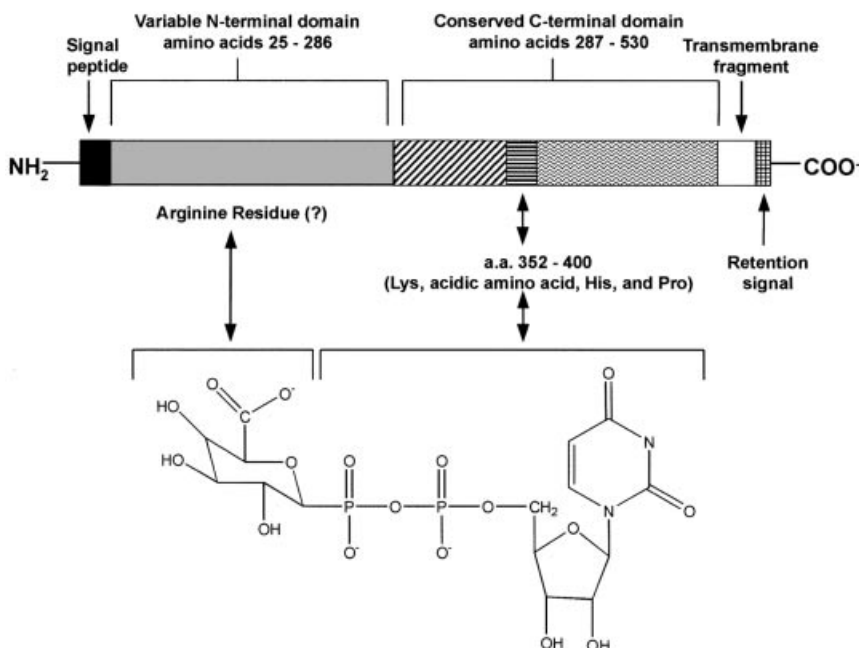 Variable N-terminal domain
amino acids 25 - 286
Conserved C-terminal domain
amino acids 287 - 530
Signal
peptide
Transmembrane
fragment
NH2
COO-
Arginine Residue (?)
a.a. 352 - 400
(Lys, acidic amino acid, His, and Pro)
Retention
signal
O
O-
C
HO
HO
O
OH
O
P
O-
O
O
P
O-
O
CH2
O
N
N
O
O
OH
OH